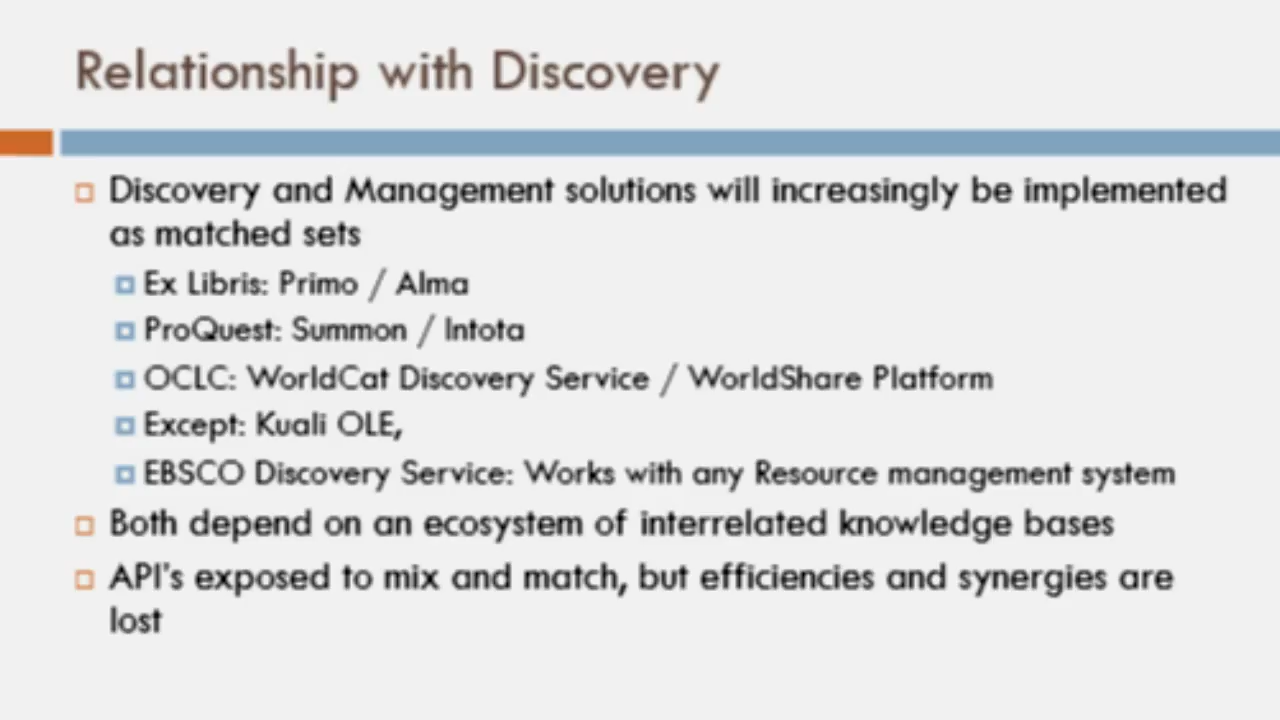 Relationship with Discovery
Discovery and Management solutions will increasingly be implemented
as matched sets
Ex Libris: Primo / Alma
ProQuest: Summon / Intota
OCLC: WorldCat Discovery Service / WorldShare Platform
Except: Kuali OLE,
EBSCO Discovery Service: Works with any Resource management system
Both depend on an ecosystem of interrelated knowledge bases
API's exposed to mix and match, but efficiencies and synergies are
lost